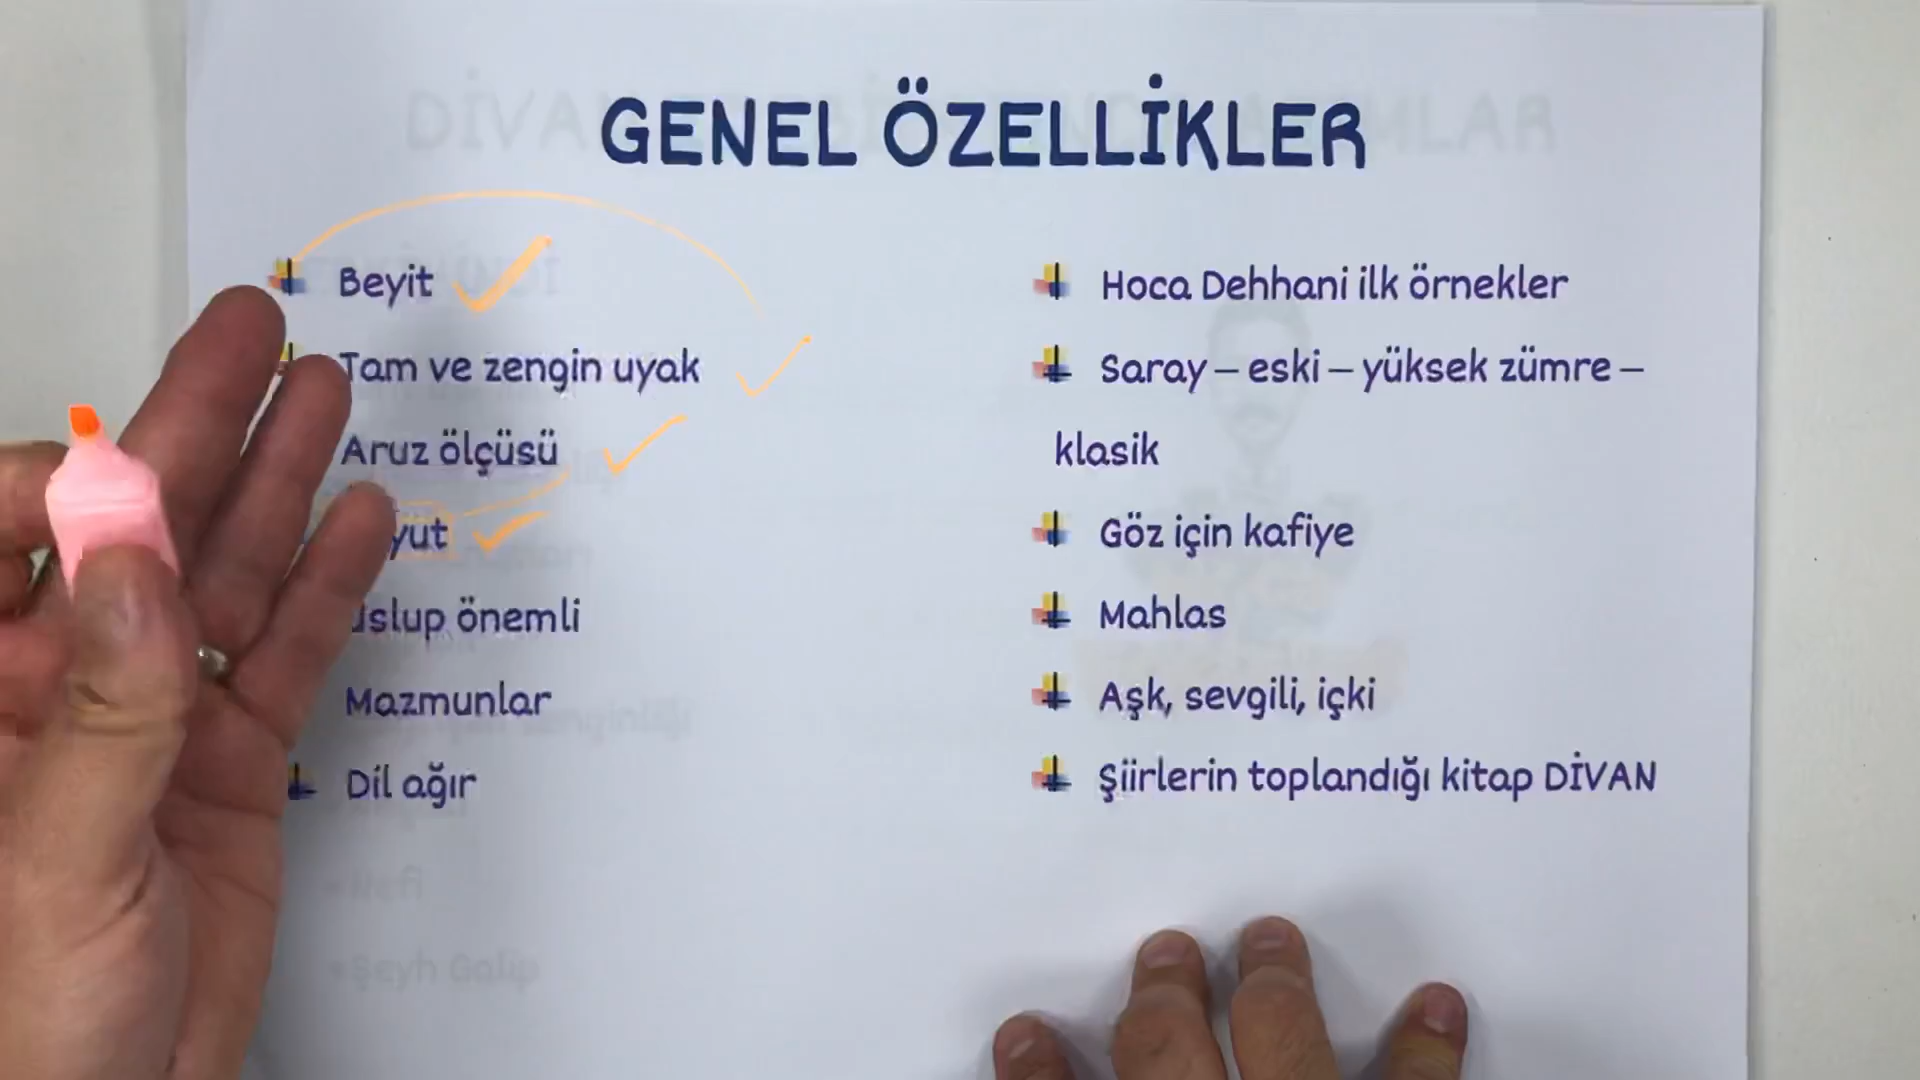 GENEL ÖZELLİKLER
Beyit
Tam ve zengin uyak
Aruz ölçüsü
Üslup önemli
Mazmunlar
Dil ağır
Hoca Dehhani ilk örnekler
Saray – eski – yüksek zümre –
klasik
Göz için kafiye
Mahlas
Aşk, sevgili, içki
Şiirlerin toplandığı kitap DİVAN